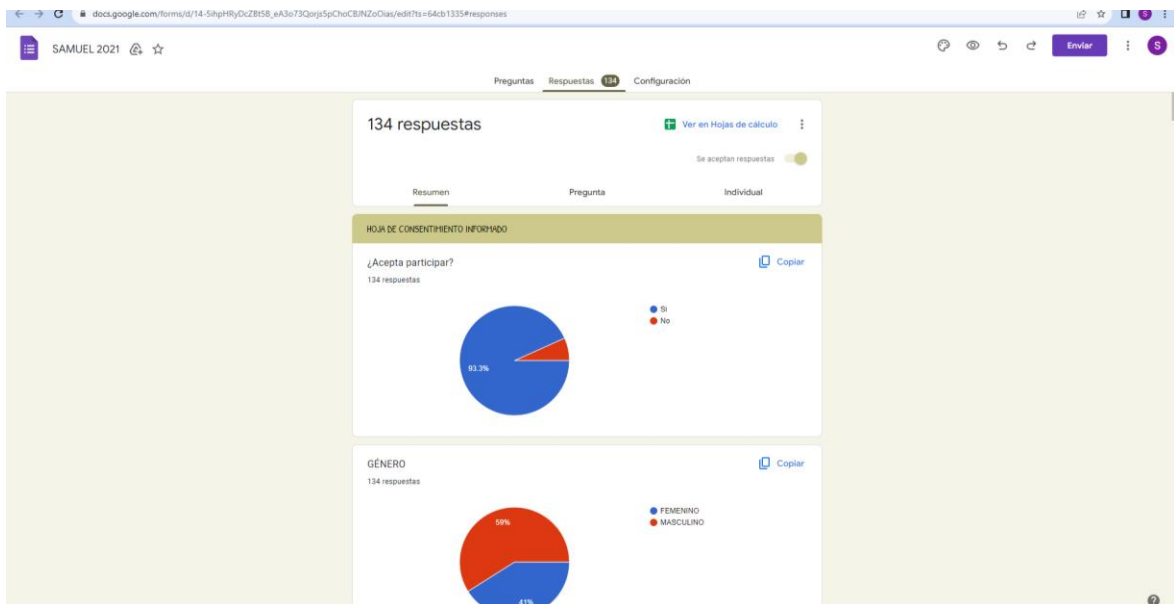 docs.google.com/forms/d/14-5ihpHRyDcZBt5B_eA3o73Qorjs5pChoCBJNZoOias/edit?ts=64cb1335#responses
SAMUEL 2021
Enviar
S
Preguntas Respuestas 134 Configuración
134 respuestas
Ver en Hojas de cálculo
Se aceptan respuestas
Resumen Pregunta Individual
HOJA DE CONSENTIMIENTO INFORMADO
¿Acepta participar?
Copiar
134 respuestas
Si
No
93.3%
GÉNERO
Copiar
134 respuestas
FEMENINO
MASCULINO
59%
41%